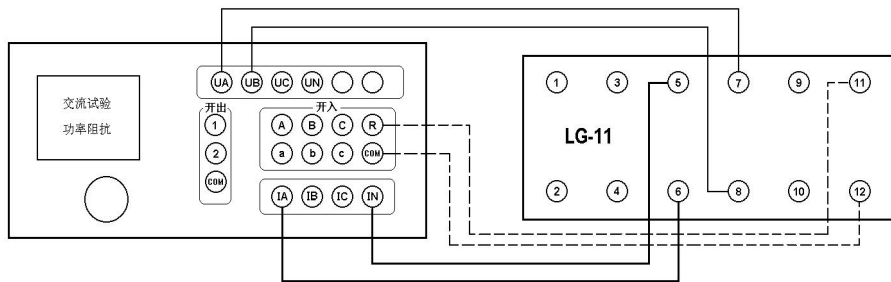 UA UB UC UN
交流试验
功率阻抗
开出
1
2
COM
开入
A B C R
a b c COM
IA IB IC IN
1 3 5 7 9 11
LG-11
2 4 6 8 10 12